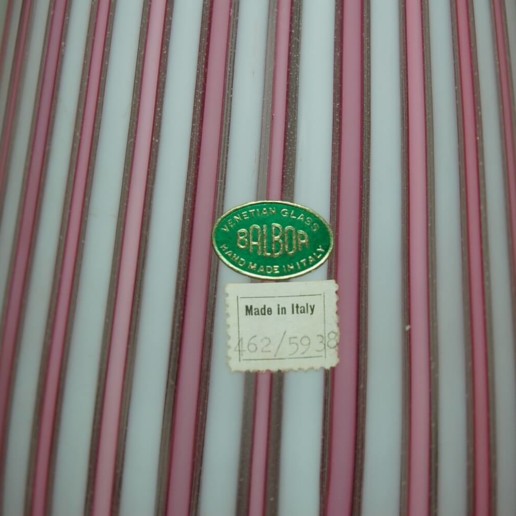 VENETIAN GLASS
BALBOA
HAND MADE IN ITALY
Made in Italy
462/5938